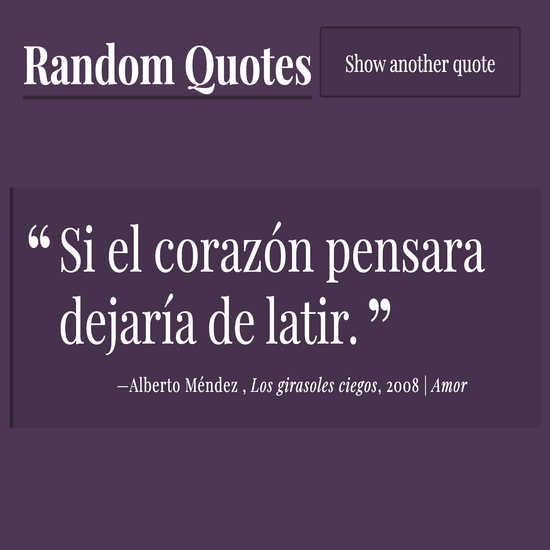 Random Quotes
Show another quote
“ Si el corazón pensara
dejaría de latir. ”
—Alberto Méndez , Los girasoles ciegos, 2008 | Amor